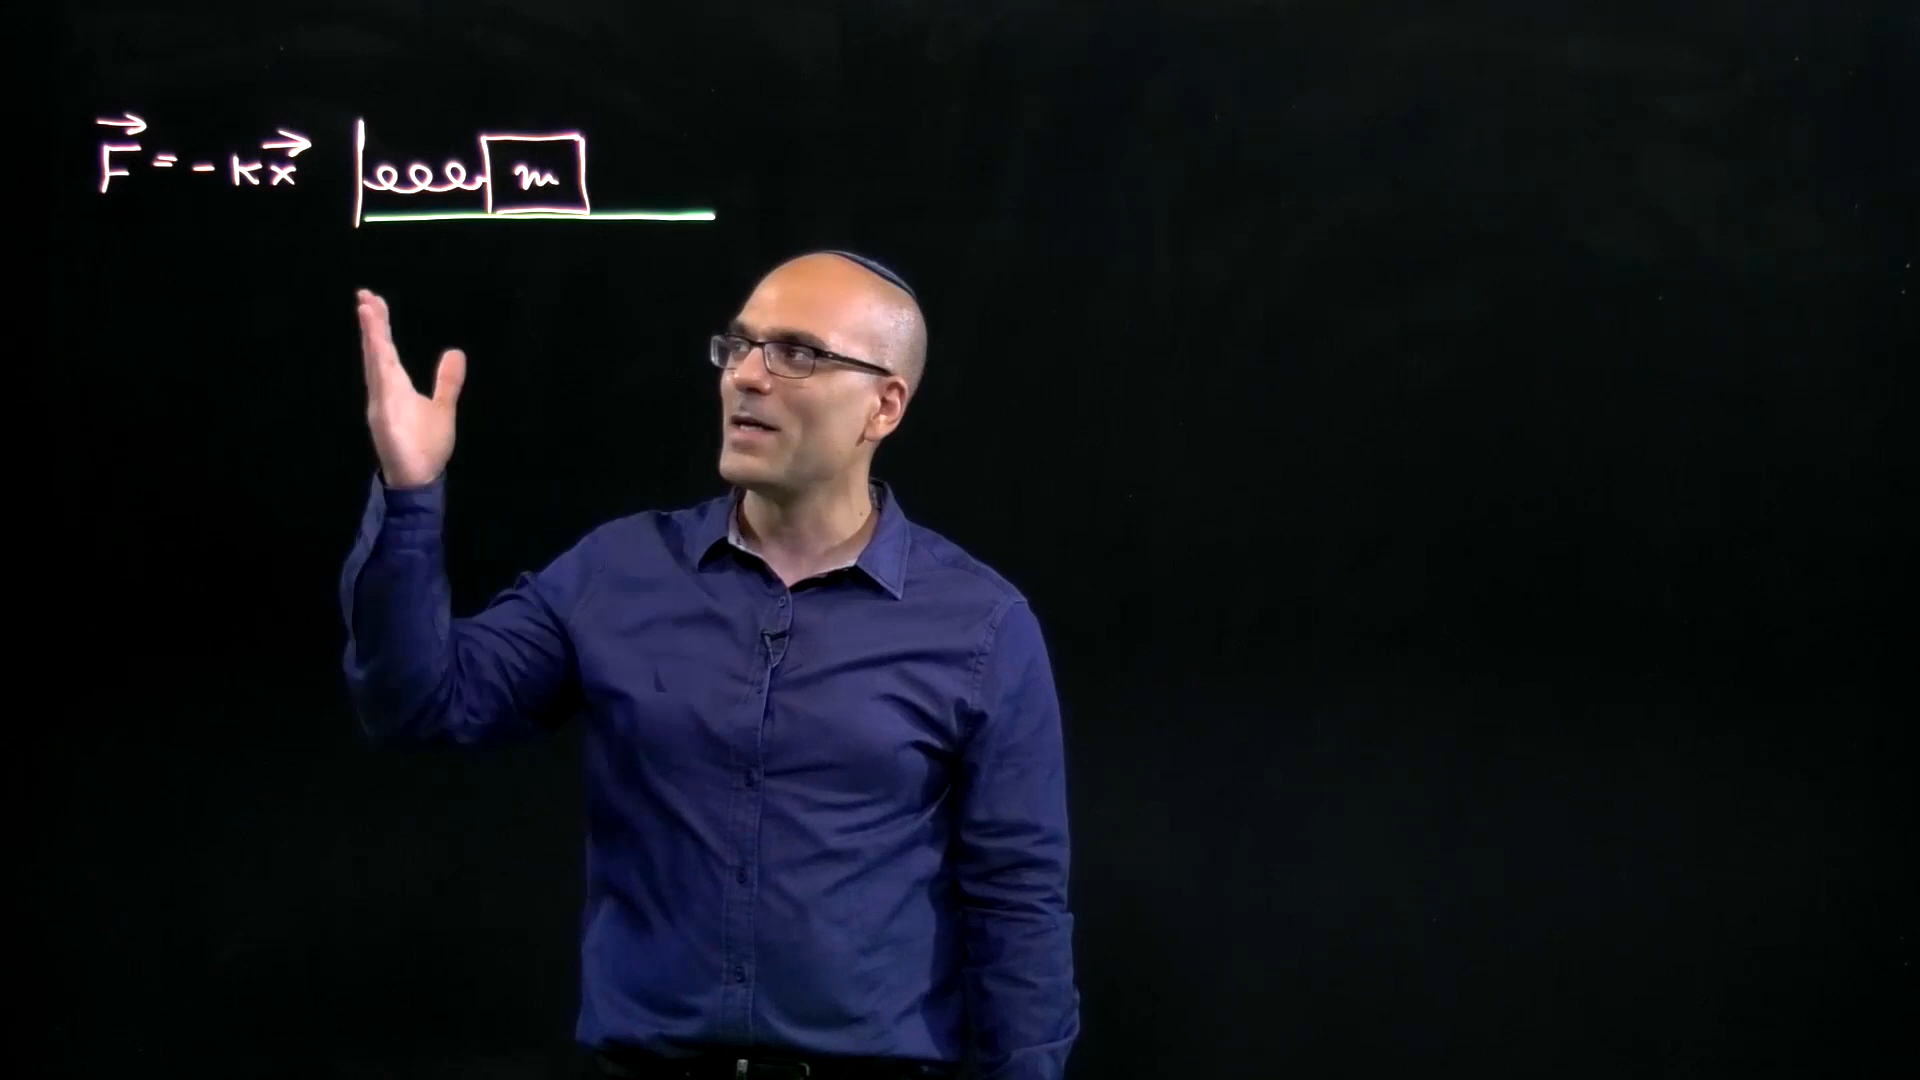 F⃗ = - kx⃗ m